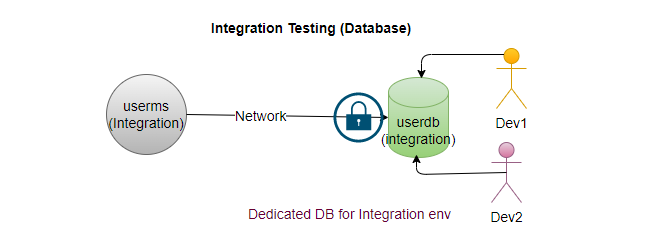 Integration Testing (Database)
userms
(Integration)
Network
userdb
(integration)
Dev1
Dev2
Dedicated DB for Integration env